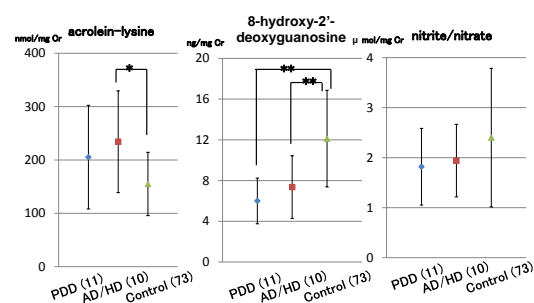 acrolein-lysine
nmol/mg Cr
400
300
200
100
0
*
PDD (11)
AD/HD (10)
Control (73)
8-hydroxy-2'-
deoxyguanosine
ng/mg Cr
20
16
12
8
4
0
**
**
PDD (11)
AD/HD (10)
Control (73)
nitrite/nitrate
μ mol/mg Cr
4
3
2
1
0
PDD (11)
AD/HD (10)
Control (73)